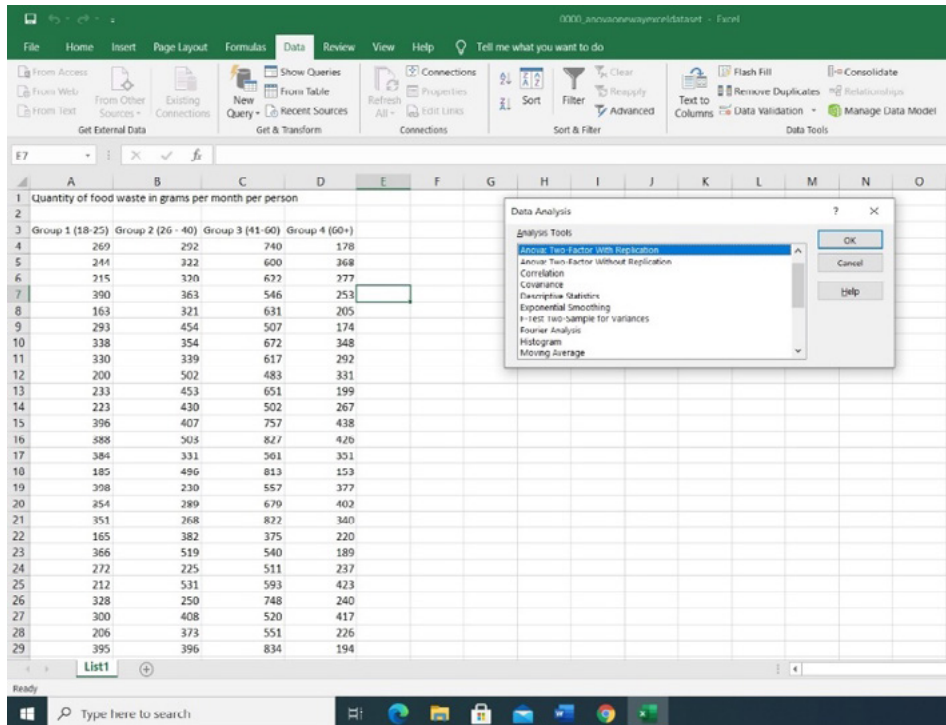 0000_anovaonewayexceldataset - Excel
File Home Insert Page Layout Formulas Data Review View Help Tell me what you want to do
From Access
From Web
From Text
From Other Sources
Existing Connections
Get External Data
New Query
Show Queries
From Table
Recent Sources
Get & Transform
Refresh All
Connections
Properties
Edit Links
Connections
Sort
Filter
Clear
Reapply
Advanced
Sort & Filter
Text to Columns
Flash Fill
Remove Duplicates
Data Validation
Consolidate
Relationships
Manage Data Model
Data Tools
E7 fx
A B C D E F G H I J K L M N O
1 Quantity of food waste in grams per month per person
2
3 Group 1 (18-25) Group 2 (26 - 40) Group 3 (41-60) Group 4 (60+)
4 269 292 740 178
5 244 322 600 368
6 215 320 622 277
7 390 363 546 253
8 163 321 631 205
9 293 454 507 174
10 338 354 672 348
11 330 339 617 292
12 200 502 483 331
13 233 453 651 199
14 223 430 502 267
15 396 407 757 438
16 388 503 827 426
17 384 331 561 351
18 185 496 813 153
19 398 230 557 377
20 254 289 679 402
21 351 268 822 340
22 165 382 375 220
23 366 519 540 189
24 272 225 511 237
25 212 531 593 423
26 328 250 748 240
27 300 408 520 417
28 206 373 551 226
29 395 396 834 194
Data Analysis ? ×
Analysis Tools
Anova: Two-Factor With Replication
Anova: Two-Factor Without Replication
Correlation
Covariance
Descriptive Statistics
Exponential Smoothing
F-Test Two-Sample for Variances
Fourier Analysis
Histogram
Moving Average
OK
Cancel
Help
List1
Ready
Type here to search